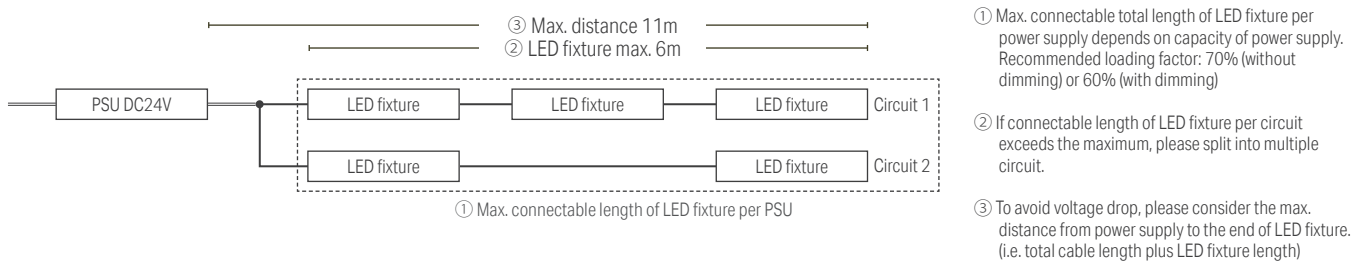 ③ Max. distance 11m
② LED fixture max. 6m
PSU DC24V
LED fixture
LED fixture
LED fixture
Circuit 1
LED fixture
LED fixture
Circuit 2
① Max. connectable length of LED fixture per PSU
① Max. connectable total length of LED fixture per
power supply depends on capacity of power supply.
Recommended loading factor: 70% (without
dimming) or 60% (with dimming)
② If connectable length of LED fixture per circuit
exceeds the maximum, please split into multiple
circuit.
③ To avoid voltage drop, please consider the max.
distance from power supply to the end of LED fixture.
(i.e. total cable length plus LED fixture length)